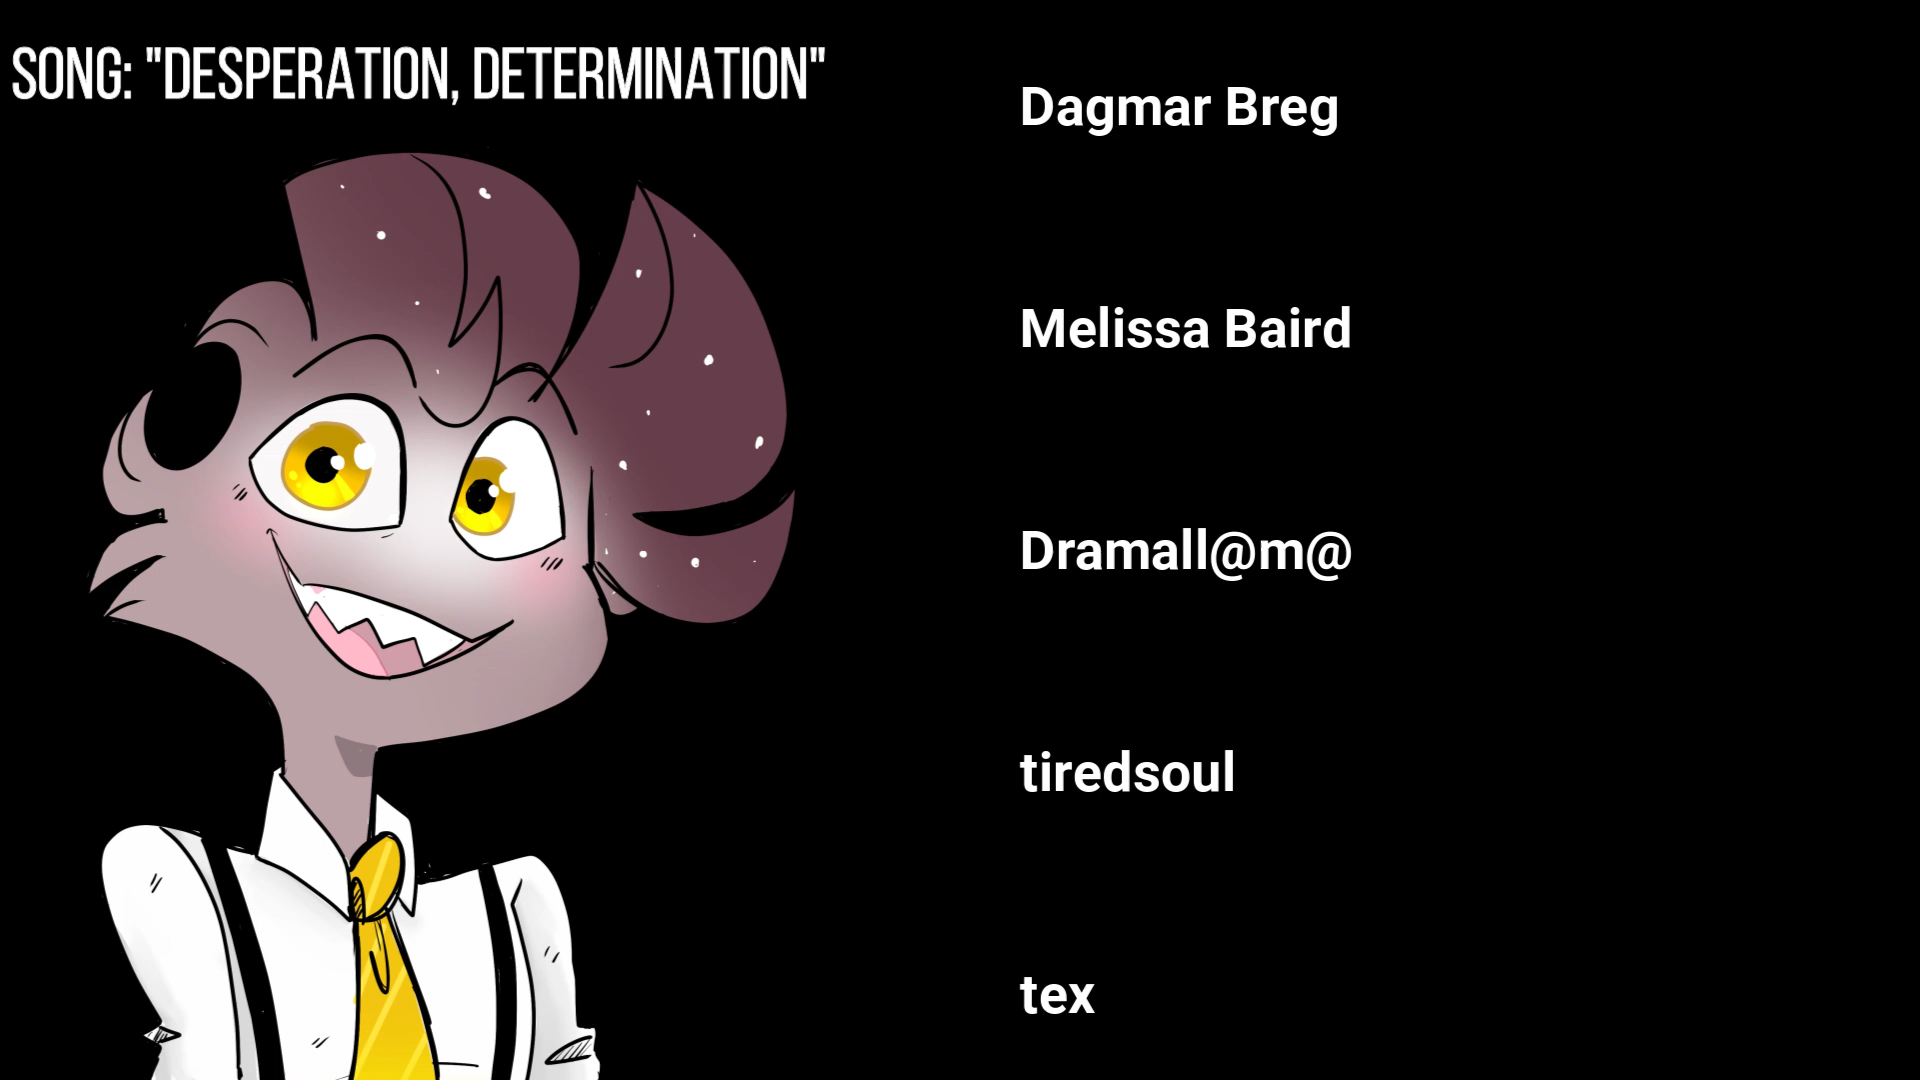 SONG: "DESPERATION, DETERMINATION"
Dagmar Breg
Melissa Baird
Dramall@m@
tiredsoul
tex